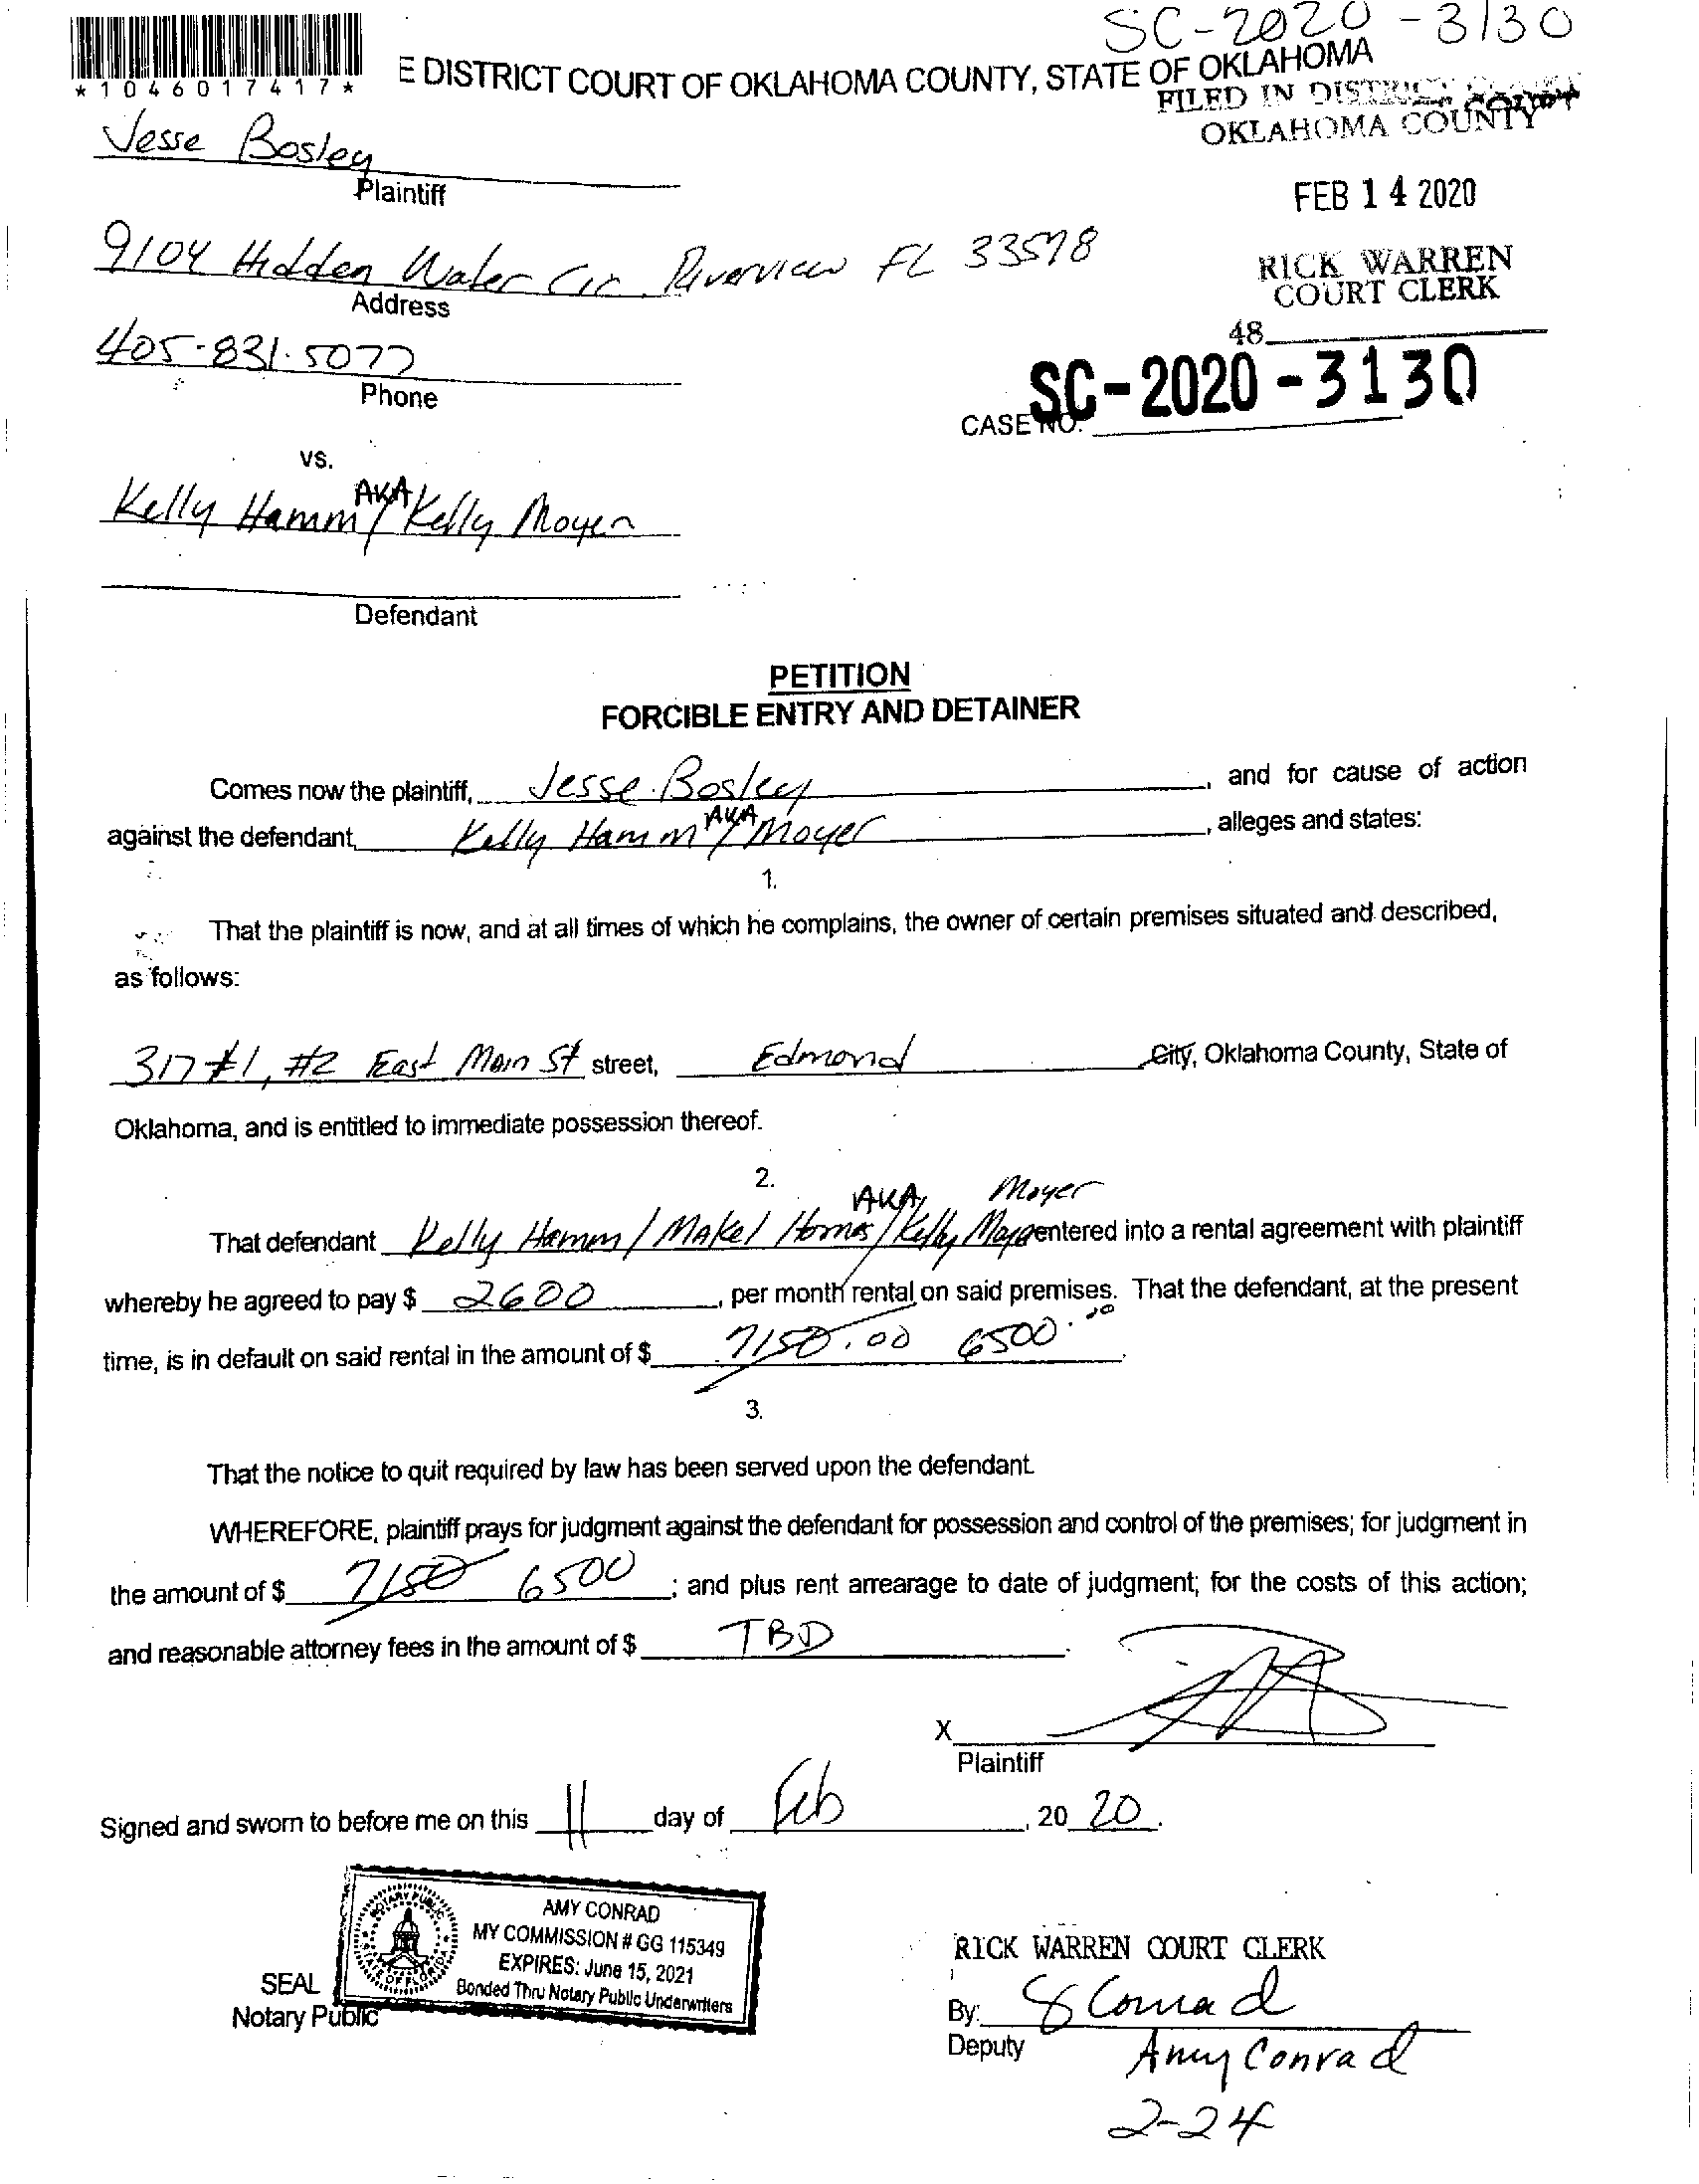 SC-2020-3130
*1046017417*
E DISTRICT COURT OF OKLAHOMA COUNTY, STATE OF OKLAHOMA
FILED IN DISTRICT COURT
OKLAHOMA COUNTY
Jesse Bosley
Plaintiff
FEB 14 2020
9104 Hidden Water Cir. Riverview FL 33578
Address
RICK WARREN
COURT CLERK
405-831-5077
Phone
48
SC-2020-3130
CASE NO.
vs.
Kelly Hamm / AKA Kelly Moyer
Defendant
PETITION
FORCIBLE ENTRY AND DETAINER
Comes now the plaintiff, Jesse Bosley, and for cause of action
against the defendant, Kelly Hamm / AKA Moyer, alleges and states:
1.
That the plaintiff is now, and at all times of which he complains, the owner of certain premises situated and described,
as follows:
317 #1, #2 East Main St street, Edmond City, Oklahoma County, State of
Oklahoma, and is entitled to immediate possession thereof.
2.
Moyer
That defendant Kelly Hamm / Makel Homes / AKA Kelly entered into a rental agreement with plaintiff
whereby he agreed to pay $ 2600, per month rental on said premises. That the defendant, at the present
time, is in default on said rental in the amount of $ 7150.00 6500.00.
3.
That the notice to quit required by law has been served upon the defendant.
WHEREFORE, plaintiff prays for judgment against the defendant for possession and control of the premises; for judgment in
the amount of $ 7150 6500; and plus rent arrearage to date of judgment; for the costs of this action;
and reasonable attorney fees in the amount of $ TBD.
X
Plaintiff
Signed and sworn to before me on this 11 day of Feb, 20 20.
NOTARY PUBLIC
STATE OF FLORIDA
AMY CONRAD
MY COMMISSION # GG 115349
EXPIRES: June 15, 2021
Bonded Thru Notary Public Underwriters
SEAL
Notary Public
RICK WARREN COURT CLERK
By: Conrad
Deputy
Amy Conrad
2-24